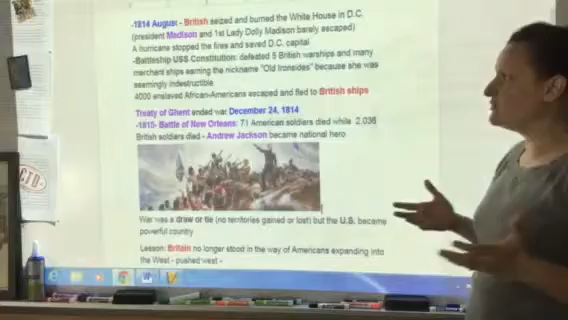 -1814 August - British seized and burned the White House in D.C.
(president Madison and 1st Lady Dolly Madison barely escaped)
A hurricane stopped the fires and saved D.C. capital
-Battleship USS Constitution: defeated 5 British warships and many
merchant ships earning the nickname "Old Ironsides" because she was
seemingly indestructible
4000 enslaved African-Americans escaped and fled to British ships
Treaty of Ghent ended war December 24, 1814
-1815- Battle of New Orleans: 71 American soldiers died while 2,036
British soldiers died - Andrew Jackson became national hero
War was a draw or tie (no territories gained or lost) but the U.S. became
powerful country
Lesson: Britain no longer stood in the way of Americans expanding into
the West - pushed west -